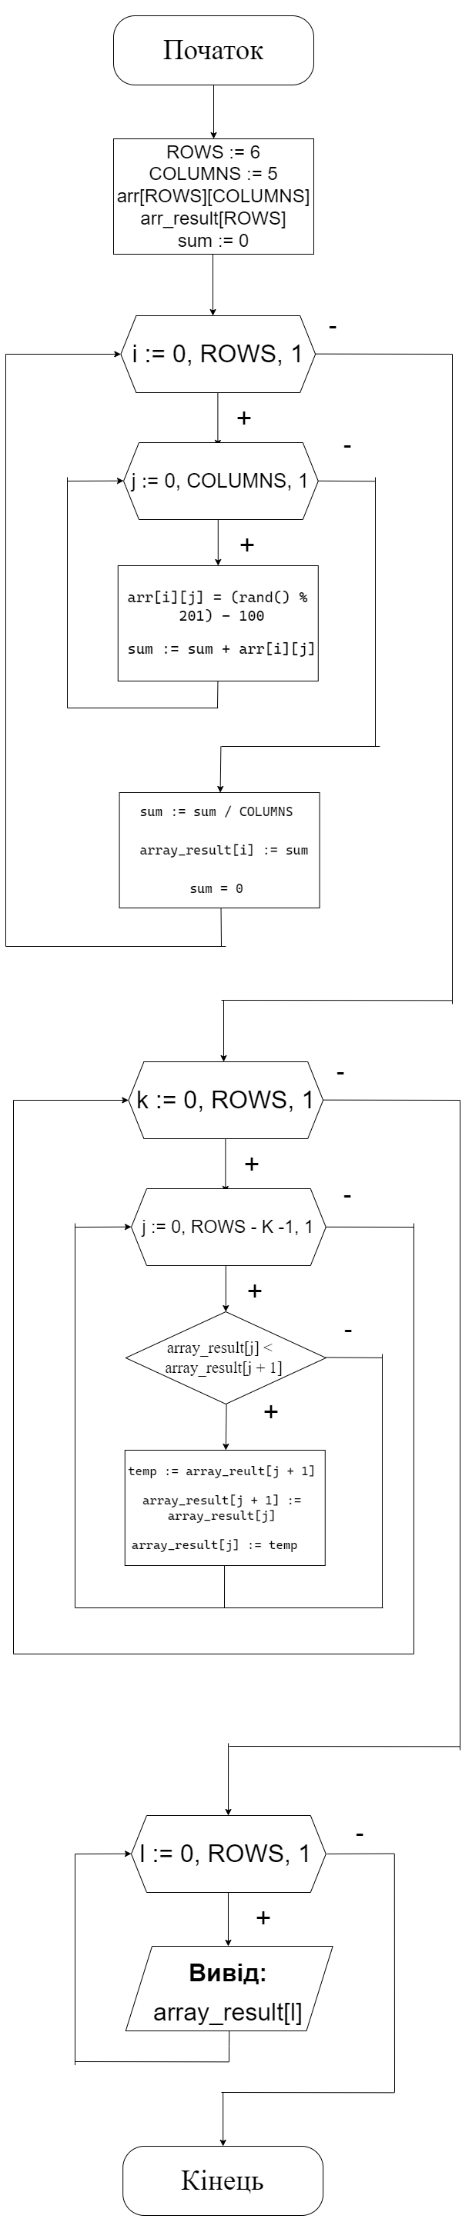 Початок
ROWS := 6
COLUMNS := 5
arr[ROWS][COLUMNS]
arr_result[ROWS]
sum := 0
-
i := 0, ROWS, 1
+
-
j := 0, COLUMNS, 1
+
arr[i][j] = (rand() %
201) - 100
sum := sum + arr[i][j]
sum := sum / COLUMNS
array_result[i] := sum
sum = 0
-
k := 0, ROWS, 1
+
-
j := 0, ROWS - K -1, 1
+
-
array_result[j] <
array_result[j + 1]
+
temp := array_reult[j + 1]
array_result[j + 1] :=
array_result[j]
array_result[j] := temp
-
l := 0, ROWS, 1
+
Вивід:
array_result[l]
Кінець